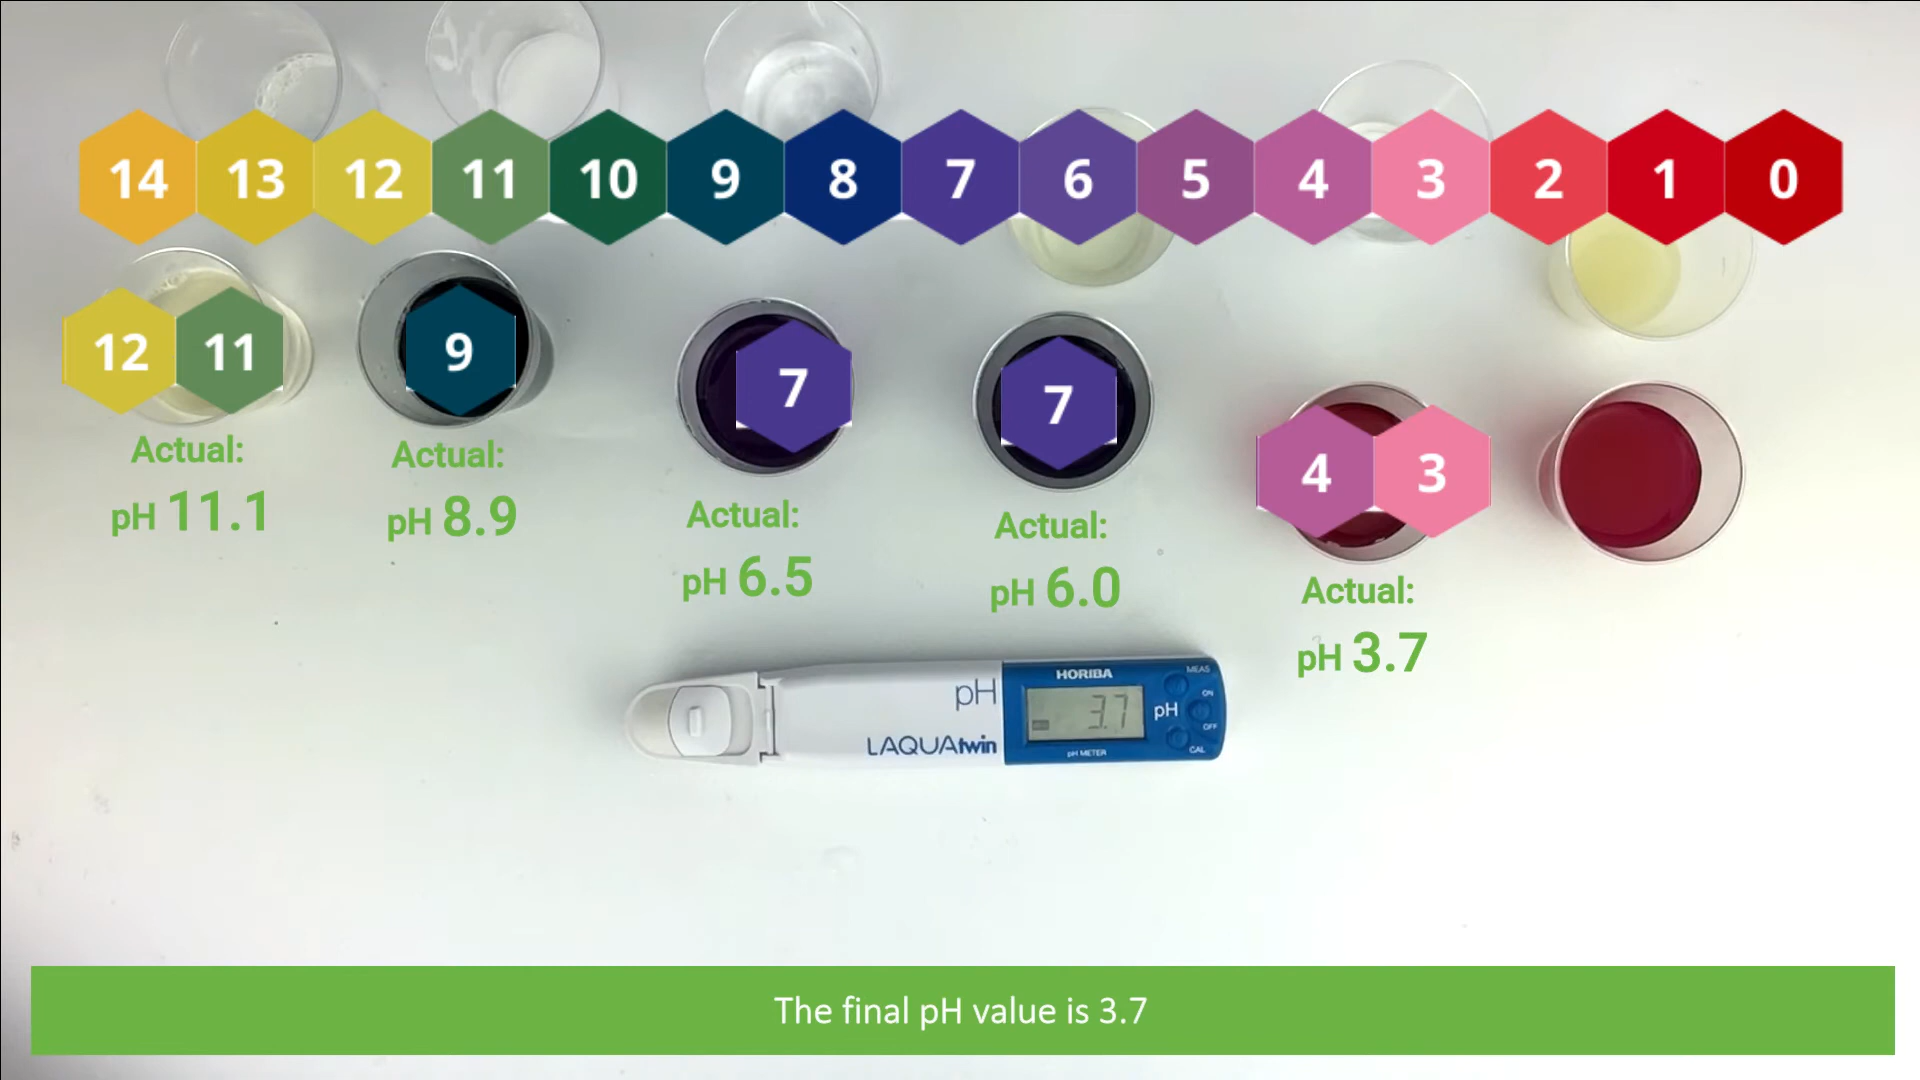 14 13 12 11 10 9 8 7 6 5 4 3 2 1 0
12 11
9
7
7
4 3
Actual:
pH 11.1
Actual:
pH 8.9
Actual:
pH 6.5
Actual:
pH 6.0
Actual:
pH 3.7
pH
LAQUAtwin
HORIBA
3.7
pH
MEAS
ON
OFF
CAL
pH METER
The final pH value is 3.7